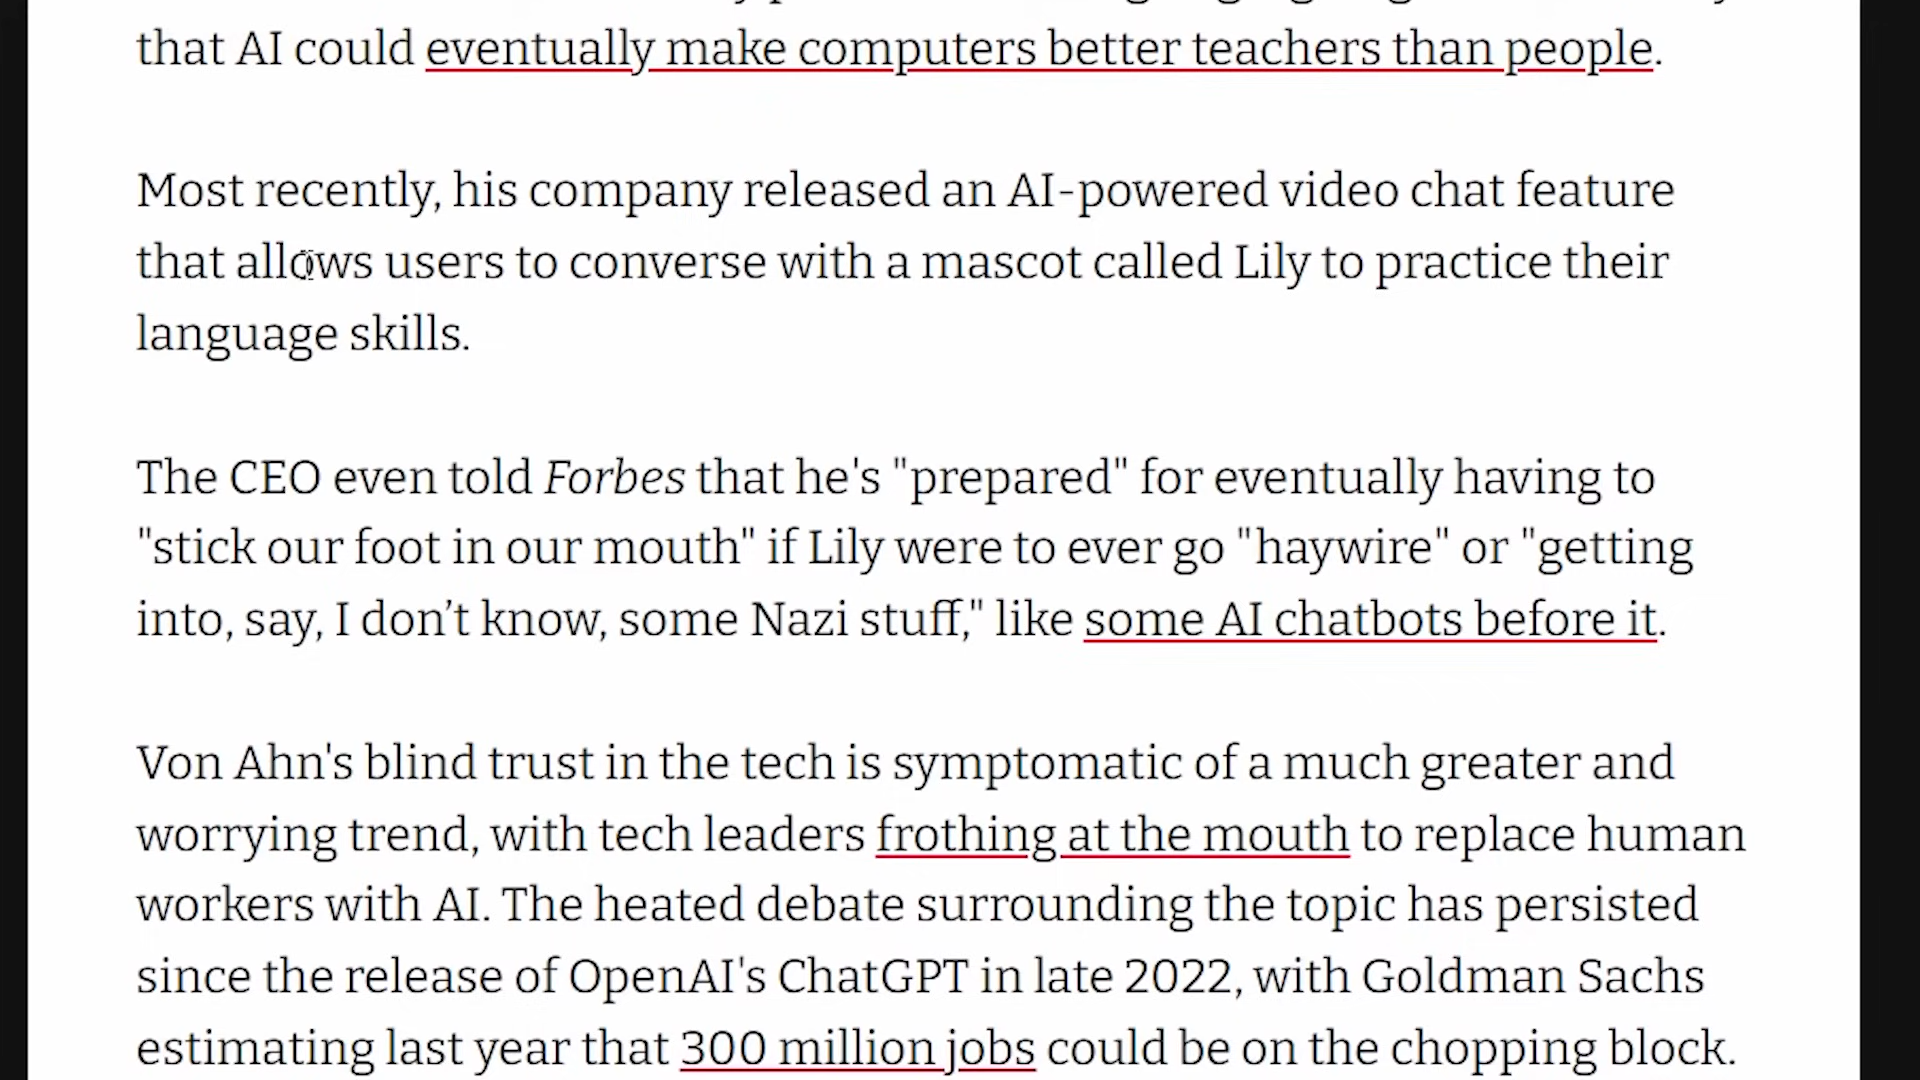 that AI could eventually make computers better teachers than people.
Most recently, his company released an AI-powered video chat feature
that allows users to converse with a mascot called Lily to practice their
language skills.
The CEO even told Forbes that he's "prepared" for eventually having to
"stick our foot in our mouth" if Lily were to ever go "haywire" or "getting
into, say, I don’t know, some Nazi stuff," like some AI chatbots before it.
Von Ahn's blind trust in the tech is symptomatic of a much greater and
worrying trend, with tech leaders frothing at the mouth to replace human
workers with AI. The heated debate surrounding the topic has persisted
since the release of OpenAI's ChatGPT in late 2022, with Goldman Sachs
estimating last year that 300 million jobs could be on the chopping block.